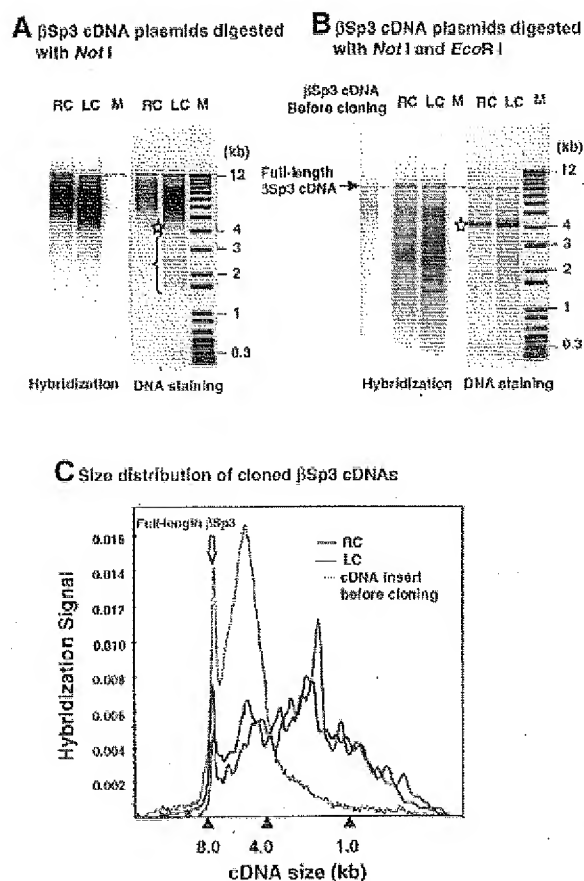 A βSp3 cDNA plasmids digested
with Not I
RC LC M RC LC M
(kb)
12
4
3
2
1
0.3
Hybridization DNA staining
B βSp3 cDNA plasmids digested
with Not I and EcoR I
βSp3 cDNA
Before cloning
RC LC M RC LC M
(kb)
Full-length
βSp3 cDNA
12
4
3
2
1
0.3
Hybridization DNA staining
C Size distribution of cloned βSp3 cDNAs
Full-length βSp3
RC
LC
cDNA insert
before cloning
Hybridization Signal
0.016
0.014
0.012
0.010
0.008
0.006
0.004
0.002
8.0 4.0 1.0
cDNA size (kb)